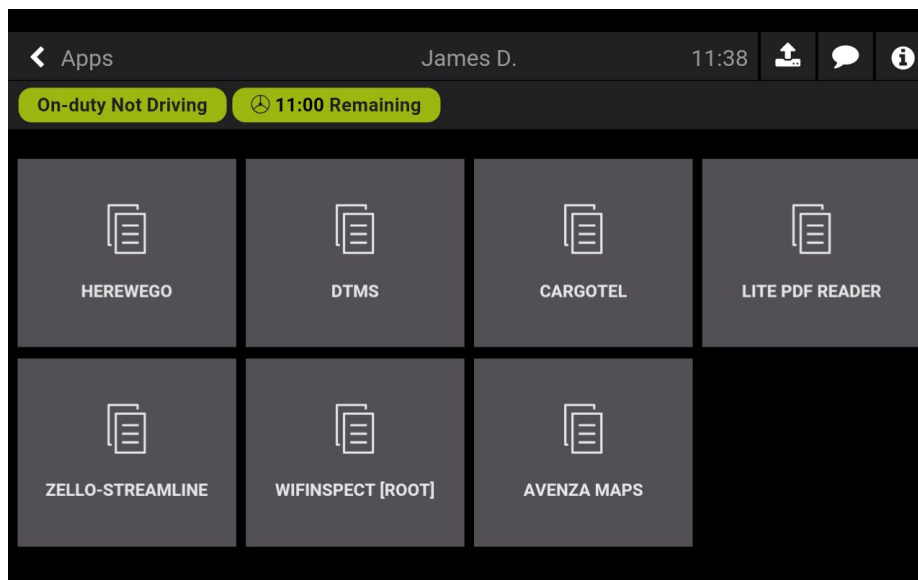 Apps James D. 11:38
On-duty Not Driving 11:00 Remaining
HEREWEGO DTMS CARGOTEL LITE PDF READER
ZELLO-STREAMLINE WIFINSPECT [ROOT] AVENZA MAPS